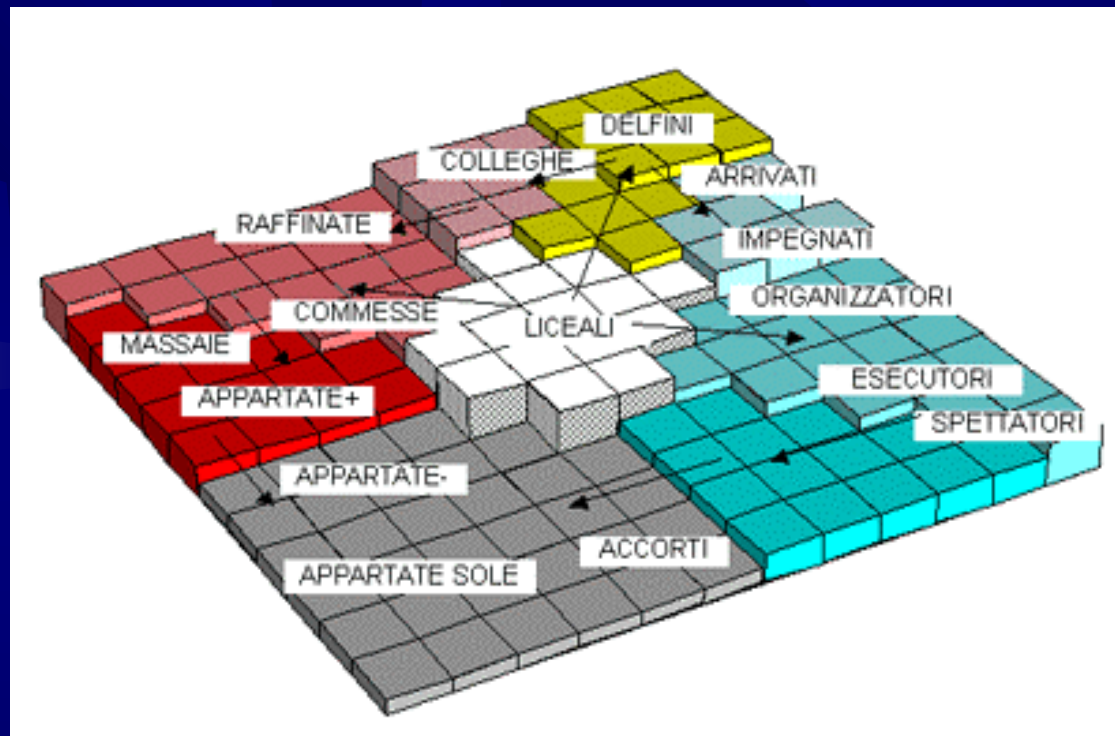 DELFINI
COLLEGHE
ARRIVATI
RAFFINATE
IMPEGNATI
ORGANIZZATORI
COMMESSE
LICEALI
MASSAIE
ESECUTORI
APPARTATE+
SPETTATORI
APPARTATE-
ACCORTI
APPARTATE SOLE